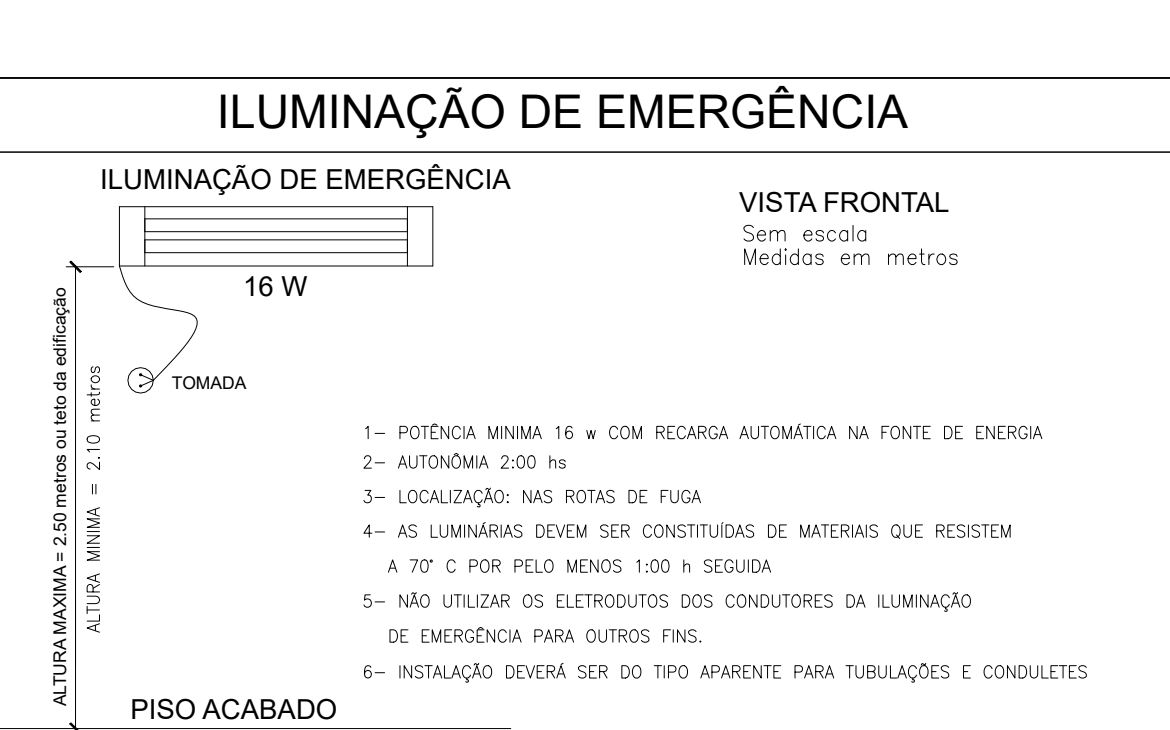 ILUMINAÇÃO DE EMERGÊNCIA
ILUMINAÇÃO DE EMERGÊNCIA
16 W
TOMADA
ALTURA MAXIMA = 2.50 metros ou teto da edificação
ALTURA MINIMA = 2.10 metros
PISO ACABADO
VISTA FRONTAL
Sem escala
Medidas em metros
1- POTÊNCIA MINIMA 16 w COM RECARGA AUTOMÁTICA NA FONTE DE ENERGIA
2- AUTONÔMIA 2:00 hs
3- LOCALIZAÇÃO: NAS ROTAS DE FUGA
4- AS LUMINÁRIAS DEVEM SER CONSTITUÍDAS DE MATERIAIS QUE RESISTEM
A 70° C POR PELO MENOS 1:00 h SEGUIDA
5- NÃO UTILIZAR OS ELETRODUTOS DOS CONDUTORES DA ILUMINAÇÃO
DE EMERGÊNCIA PARA OUTROS FINS.
6- INSTALAÇÃO DEVERÁ SER DO TIPO APARENTE PARA TUBULAÇÕES E CONDULETES